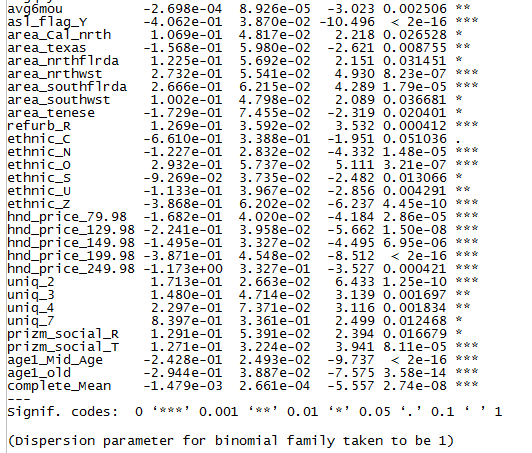 avg6mou -2.698e-04 8.926e-05 -3.023 0.002506 **
asl_flag_Y -4.062e-01 3.870e-02 -10.496 < 2e-16 ***
area_Cal_nrth 1.069e-01 4.817e-02 2.218 0.026528 *
area_texas -1.568e-01 5.980e-02 -2.621 0.008755 **
area_nrthflrda 1.225e-01 5.692e-02 2.151 0.031451 *
area_nrthwst 2.732e-01 5.541e-02 4.930 8.23e-07 ***
area_southflrda 2.666e-01 6.215e-02 4.289 1.79e-05 ***
area_southwst 1.002e-01 4.798e-02 2.089 0.036681 *
area_tenese -1.729e-01 7.455e-02 -2.319 0.020401 *
refurb_R 1.269e-01 3.592e-02 3.532 0.000412 ***
ethnic_C -6.610e-01 3.388e-01 -1.951 0.051036 .
ethnic_N -1.227e-01 2.832e-02 -4.332 1.48e-05 ***
ethnic_O 2.932e-01 5.737e-02 5.111 3.21e-07 ***
ethnic_S -9.269e-02 3.735e-02 -2.482 0.013066 *
ethnic_U -1.133e-01 3.967e-02 -2.856 0.004291 **
ethnic_Z -3.868e-01 6.202e-02 -6.237 4.45e-10 ***
hnd_price_79.98 -1.682e-01 4.020e-02 -4.184 2.86e-05 ***
hnd_price_129.98 -2.241e-01 3.958e-02 -5.662 1.50e-08 ***
hnd_price_149.98 -1.495e-01 3.327e-02 -4.495 6.95e-06 ***
hnd_price_199.98 -3.871e-01 4.548e-02 -8.512 < 2e-16 ***
hnd_price_249.98 -1.173e+00 3.327e-01 -3.527 0.000421 ***
uniq_2 1.713e-01 2.663e-02 6.433 1.25e-10 ***
uniq_3 1.480e-01 4.714e-02 3.139 0.001697 **
uniq_4 2.297e-01 7.371e-02 3.116 0.001834 **
uniq_7 8.397e-01 3.361e-01 2.499 0.012468 *
prizm_social_R 1.291e-01 5.391e-02 2.394 0.016679 *
prizm_social_T 1.271e-01 3.224e-02 3.941 8.11e-05 ***
age1_Mid_Age -2.428e-01 2.493e-02 -9.737 < 2e-16 ***
age1_old -2.944e-01 3.887e-02 -7.575 3.58e-14 ***
complete_Mean -1.479e-03 2.661e-04 -5.557 2.74e-08 ***
---
Signif. codes: 0 ‘***’ 0.001 ‘**’ 0.01 ‘*’ 0.05 ‘.’ 0.1 ‘ ’ 1
(Dispersion parameter for binomial family taken to be 1)